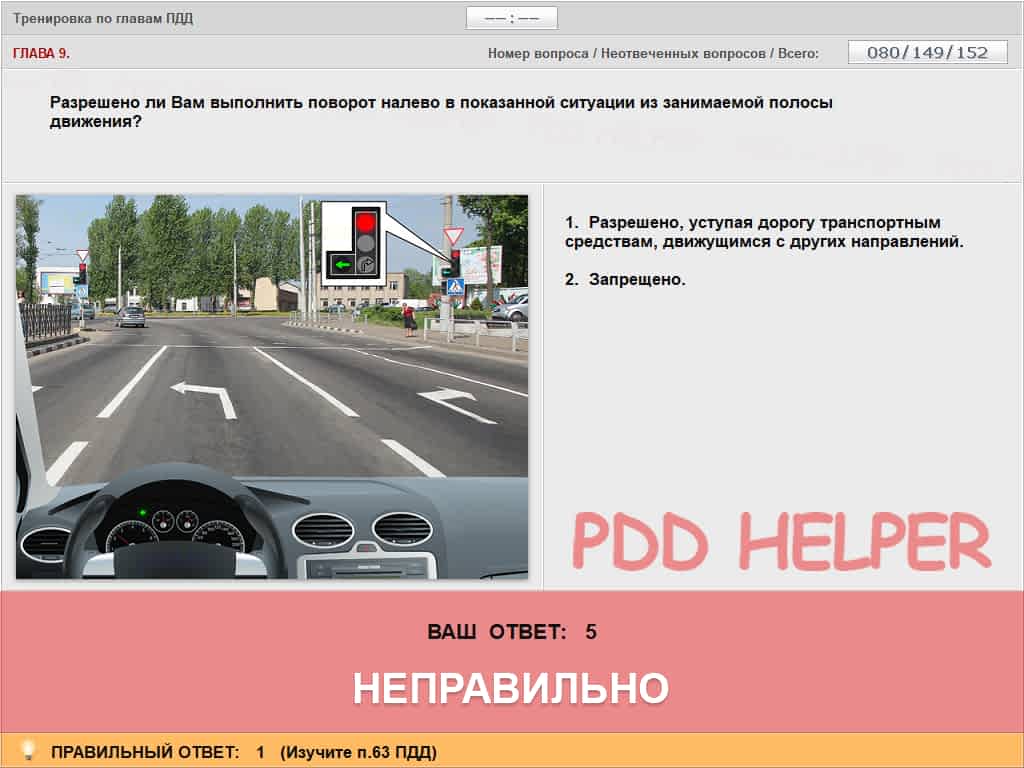 Тренировка по главам ПДД
—— : ——
ГЛАВА 9.
Номер вопроса / Неотвеченных вопросов / Всего:
080/149/152
Разрешено ли Вам выполнить поворот налево в показанной ситуации из занимаемой полосы
движения?
1. Разрешено, уступая дорогу транспортным
средствам, движущимся с других направлений.
2. Запрещено.
PDD HELPER
ВАШ ОТВЕТ: 5
НЕПРАВИЛЬНО
ПРАВИЛЬНЫЙ ОТВЕТ: 1 (Изучите п.63 ПДД)